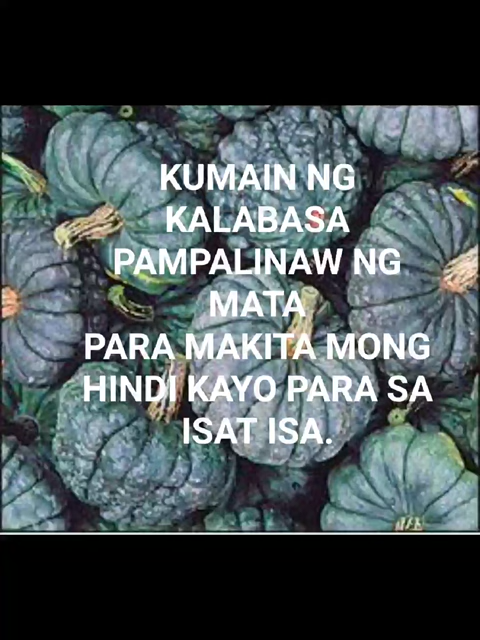 KUMAIN NG
KALABASA
PAMPALINAW NG
MATA
PARA MAKITA MONG
HINDI KAYO PARA SA
ISAT ISA.